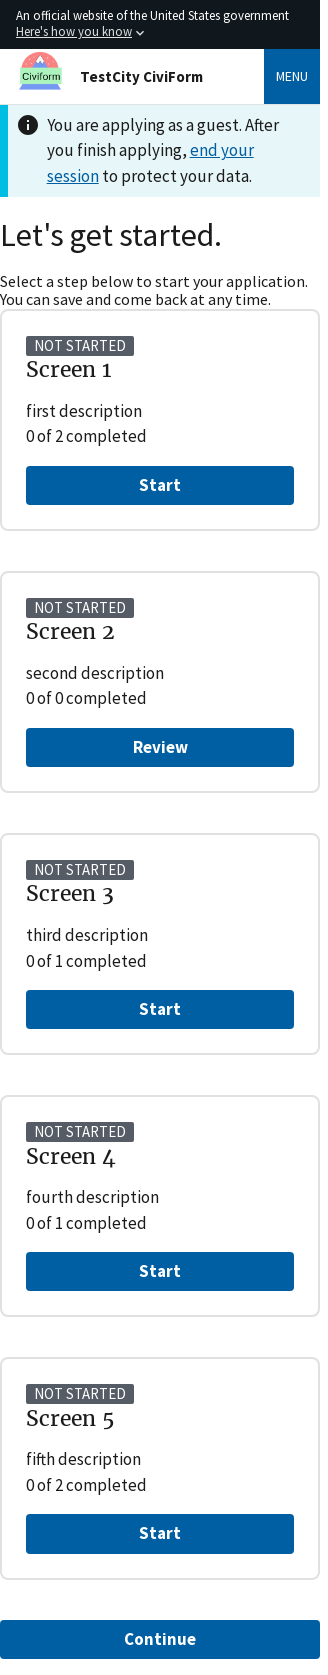 An official website of the United States government
Here's how you know
Civiform
TestCity CiviForm
MENU
You are applying as a guest. After
you finish applying, end your
session to protect your data.
Let's get started.
Select a step below to start your application.
You can save and come back at any time.
NOT STARTED
Screen 1
first description
0 of 2 completed
Start
NOT STARTED
Screen 2
second description
0 of 0 completed
Review
NOT STARTED
Screen 3
third description
0 of 1 completed
Start
NOT STARTED
Screen 4
fourth description
0 of 1 completed
Start
NOT STARTED
Screen 5
fifth description
0 of 2 completed
Start
Continue